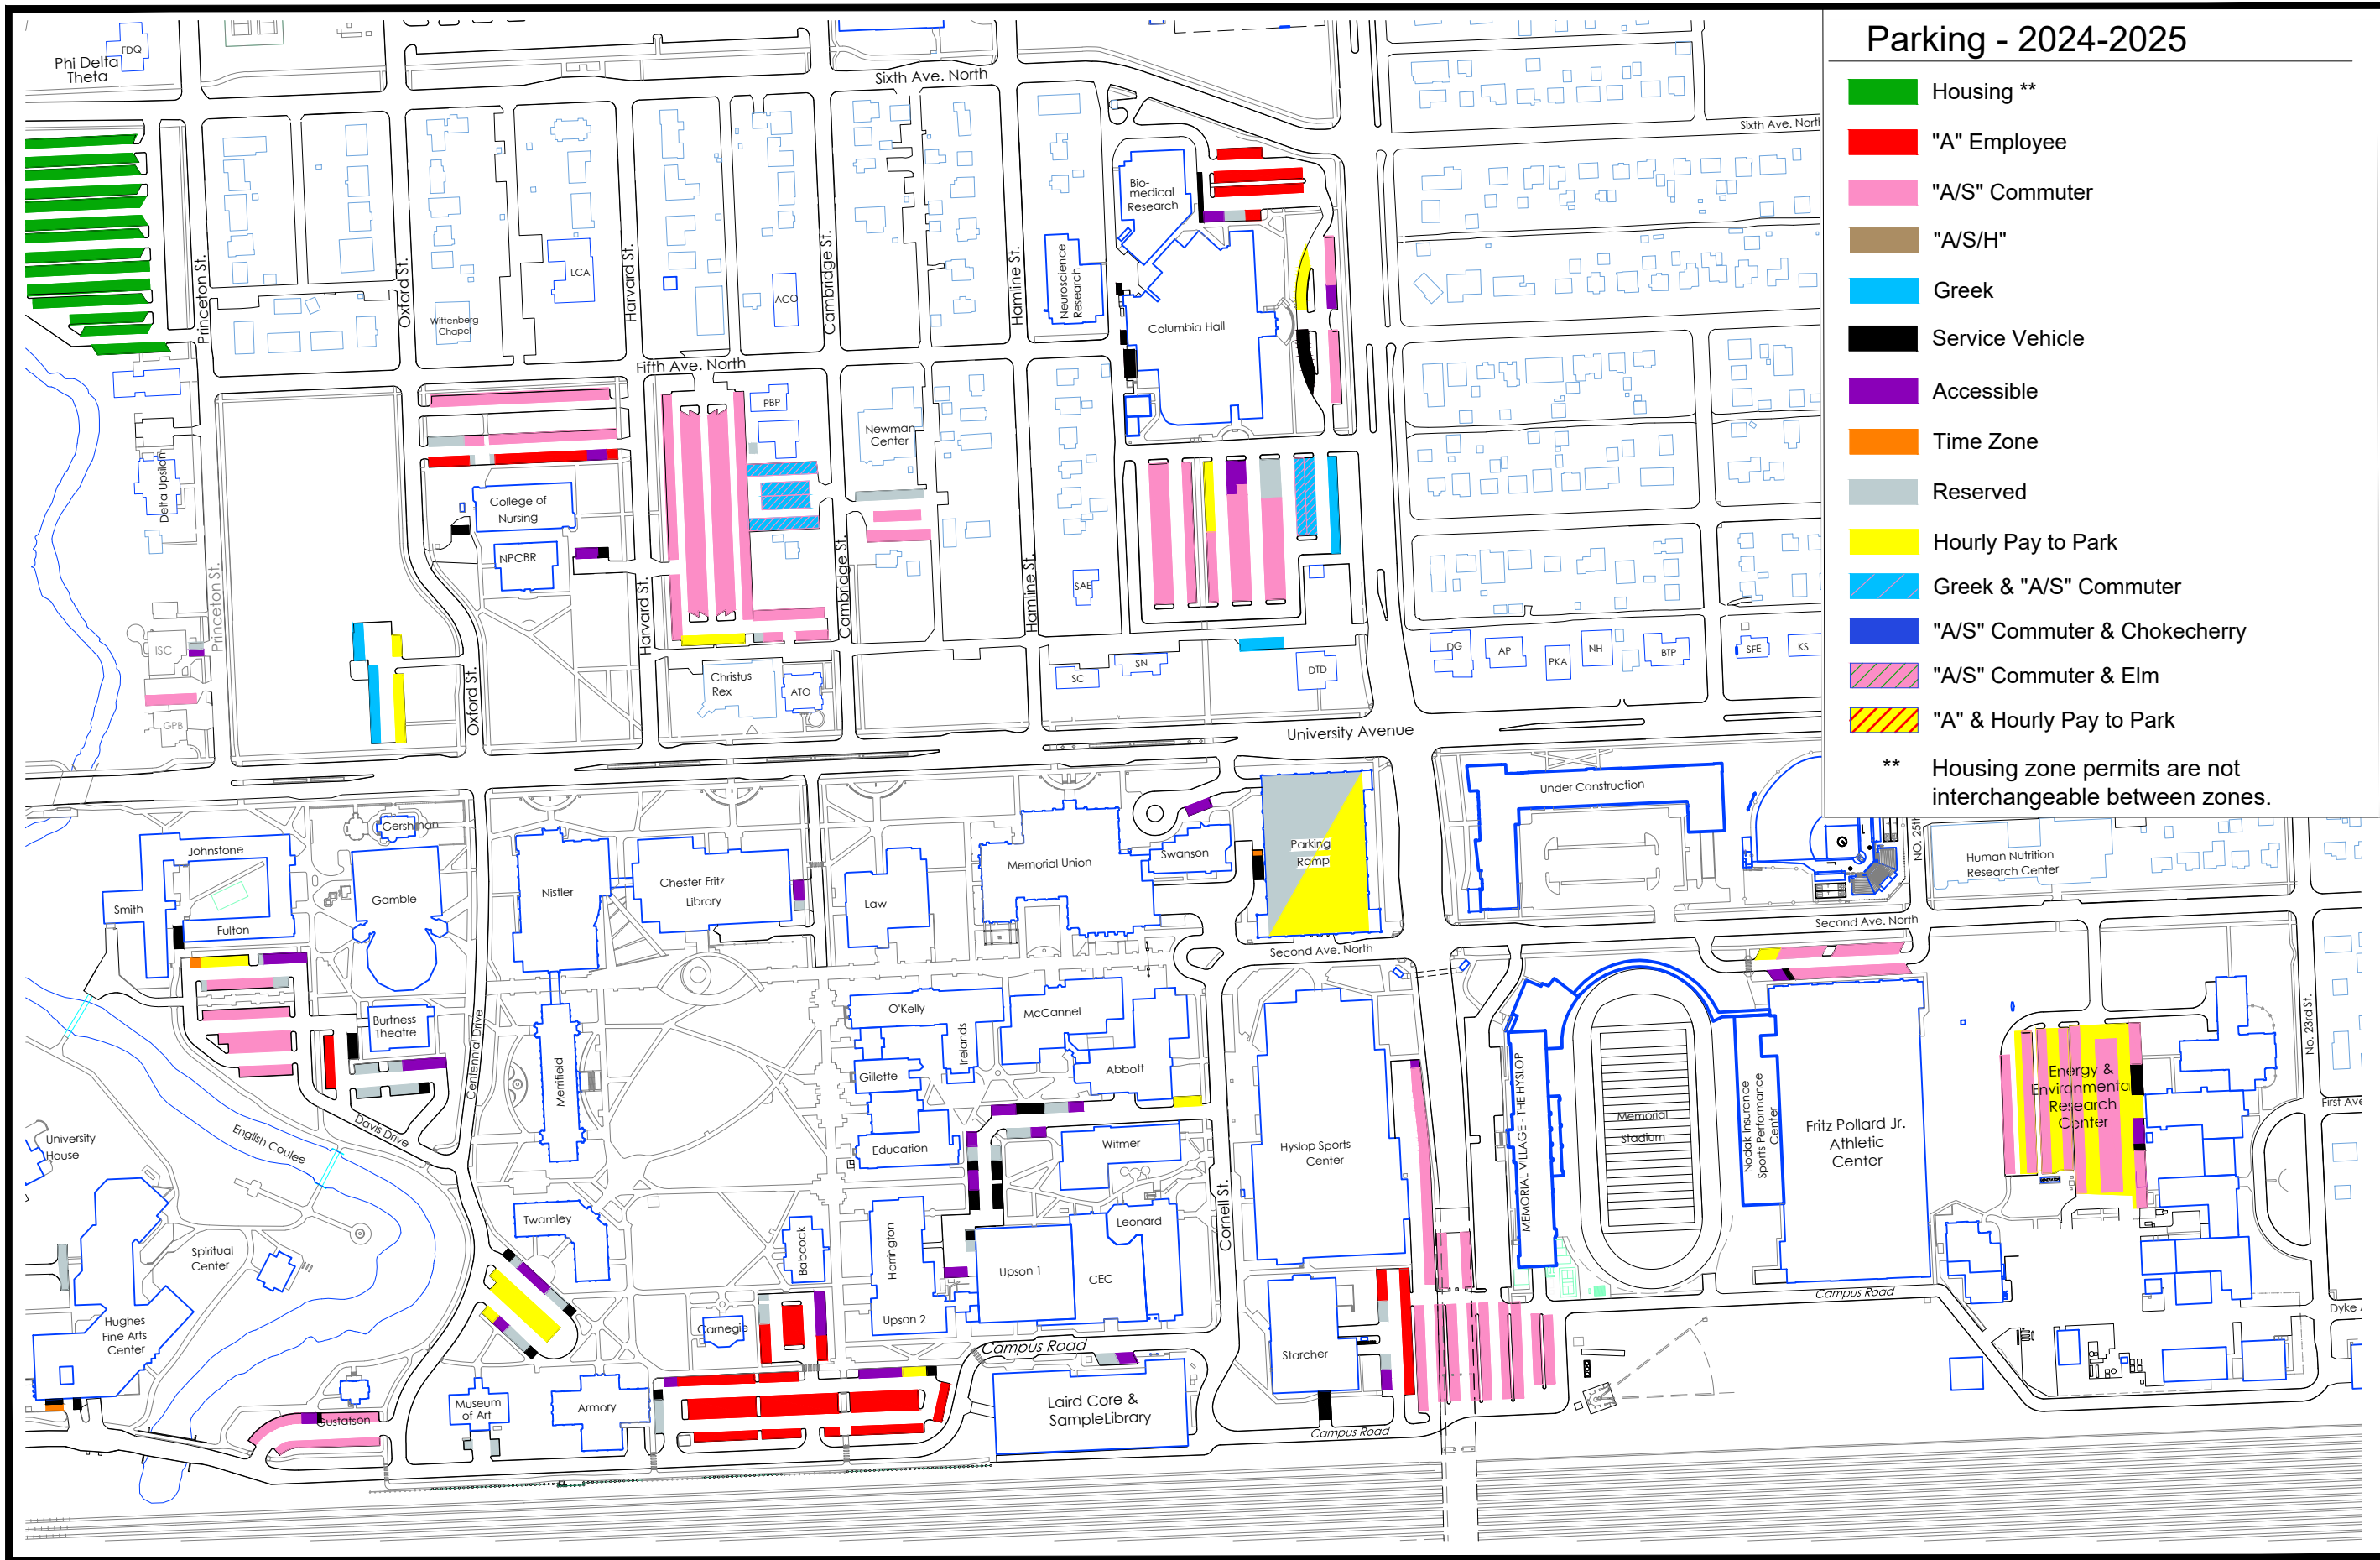 Parking - 2024-2025
Housing **
"A" Employee
"A/S" Commuter
"A/S/H"
Greek
Service Vehicle
Accessible
Time Zone
Reserved
Hourly Pay to Park
Greek & "A/S" Commuter
"A/S" Commuter & Chokecherry
"A/S" Commuter & Elm
"A" & Hourly Pay to Park
** Housing zone permits are not
interchangeable between zones.
FDQ
Phi Delta
Theta
Sixth Ave. North
Sixth Ave. North
Princeton St.
Oxford St.
Wittenberg
Chapel
LCA
Harvard St.
ACO
Cambridge St.
Hamline St.
Neuroscience
Research
Bio-
medical
Research
Columbia Hall
Fifth Ave. North
PBP
Newman
Center
Delta Upsilon
College of
Nursing
NPCBR
Princeton St.
Harvard St.
Cambridge St.
Hamline St.
SAE
ISC
GPB
Oxford St.
Christus
Rex
ATO
SC
SN
DTD
DG
AP
PKA
NH
BTP
SFE
KS
University Avenue
Gershman
Johnstone
Smith
Fulton
Gamble
Nistler
Chester Fritz
Library
Law
Memorial Union
Swanson
Parking
Ramp
Under Construction
NO. 25th
Human Nutrition
Research Center
Second Ave. North
Second Ave. North
Burtness
Theatre
Centennial Drive
Merrifield
O'Kelly
Irelands
McCannel
Gillette
Abbott
Education
Witmer
Davis Drive
English Coulee
University
House
Spiritual
Center
Hughes
Fine Arts
Center
Twamley
Babcock
Harrington
Upson 1
Upson 2
Leonard
CEC
Carnegie
Cornell St.
Hyslop Sports
Center
Starcher
MEMORIAL VILLAGE - THE HYSLOP
Memorial
Stadium
Nodak Insurance
Sports Performance
Center
Fritz Pollard Jr.
Athletic
Center
Energy &
Environmental
Research
Center
No. 23rd St.
First Ave
Dyke A
Campus Road
Campus Road
Campus Road
Museum
of Art
Armory
Gustafson
Laird Core &
SampleLibrary